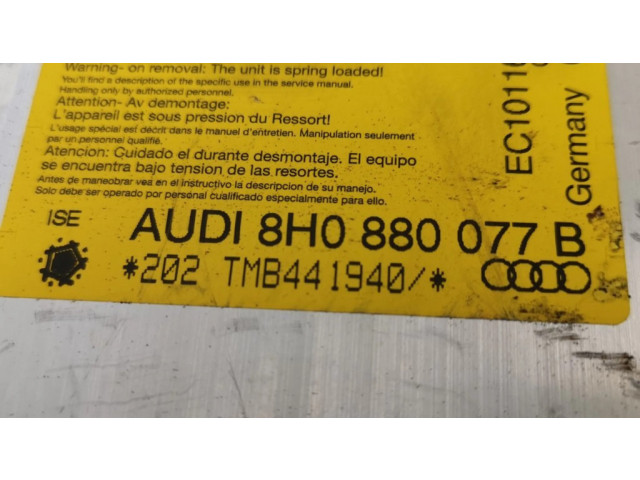 Warning- on removal: The unit is spring loaded!
You'll find a description of the specific use in the service manual.
Handling only by authorized personnel.
Attention- Av demontage:
L'appareil est sous pression du Ressort!
L'usage spécial est décrit dans le manuel d'entretien. Manipulation seulement
par un personnel qualifié.
Atencion: Cuidado el durante desmontaje. El equipo
se encuentra bajo tension de las resortes.
Antes de maneobrar vea en el instructivo la descripcion de su manejo.
Solo debe ser operado por personal cualificado especialmente para ello.
ISE
AUDI 8H0 880 077 B
*202 TMB441940/*
Germany